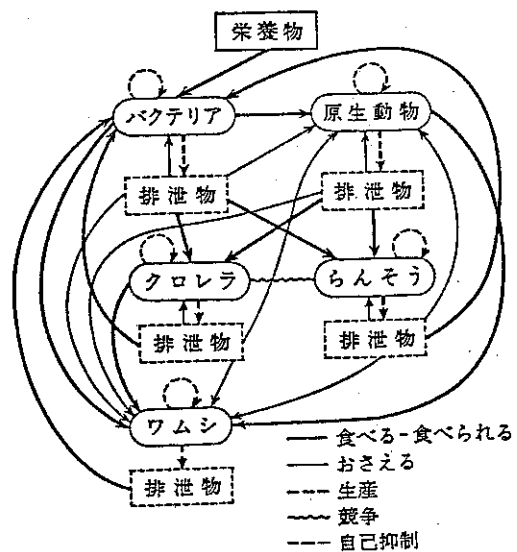 栄養物
バクテリア
原生動物
排泄物
排泄物
クロレラ
らんそう
排泄物
排泄物
ワムシ
排泄物
食べる-食べられる
おさえる
生産
競争
自己抑制